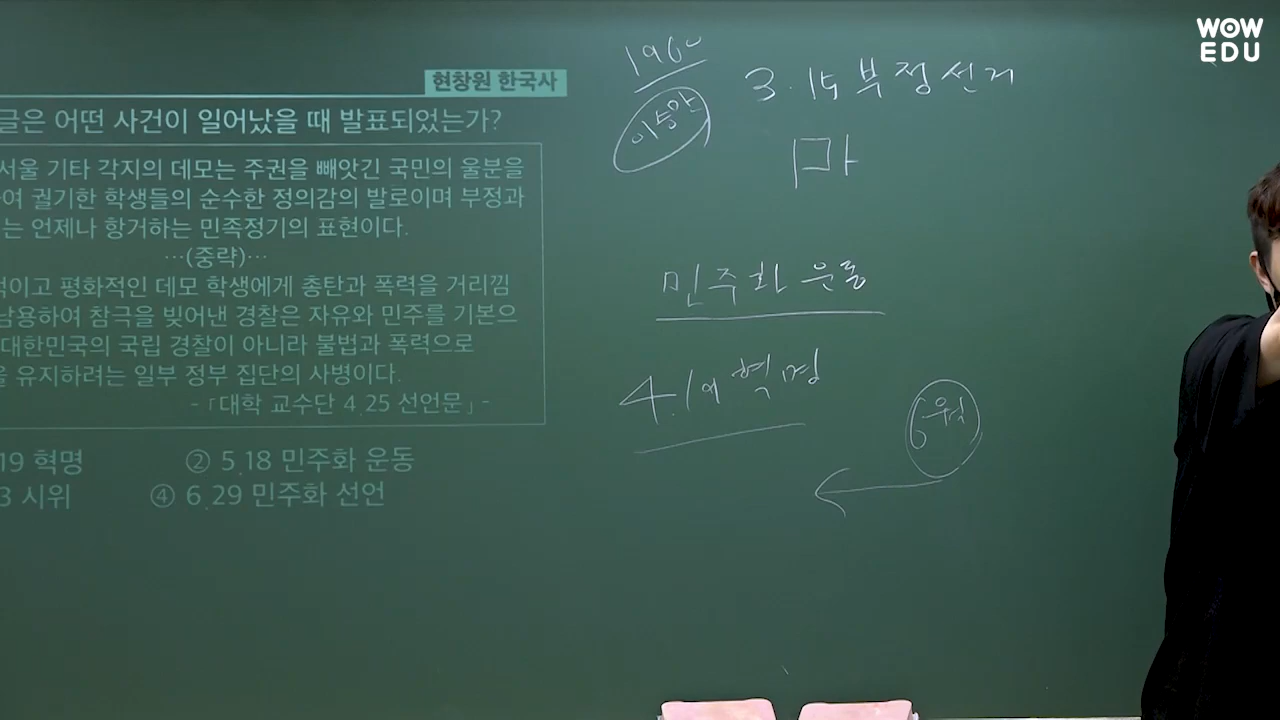 WOW
EDU
현창원 한국사
글은 어떤 사건이 일어났을 때 발표되었는가?
서울 기타 각지의 데모는 주권을 빼앗긴 국민의 울분을
여 궐기한 학생들의 순수한 정의감의 발로이며 부정과
는 언제나 항거하는 민족정기의 표현이다.
…(중략)…
이고 평화적인 데모 학생에게 총탄과 폭력을 거리낌
남용하여 참극을 빚어낸 경찰은 자유와 민주를 기본으
대한민국의 국립 경찰이 아니라 불법과 폭력으로
유지하려는 일부 정부 집단의 사병이다.
-「대학 교수단 4.25 선언문」-
19 혁명 ② 5.18 민주화 운동
3 시위 ④ 6.29 민주화 선언
1960
이승만
3.15 부정선거
마
민주화 운동
4.19 혁명
6월